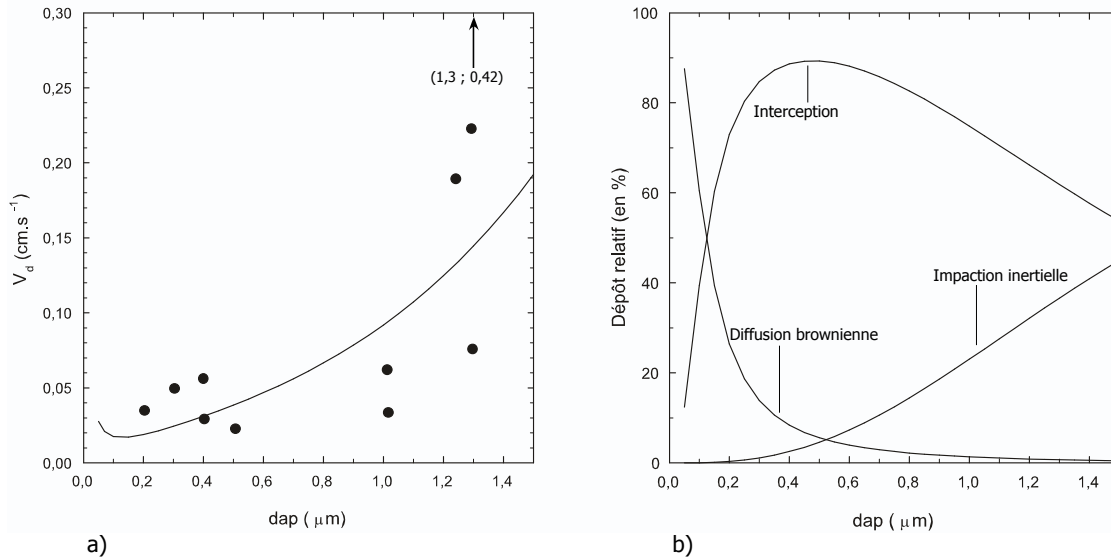 0,30
0,25
0,20
0,15
0,10
0,05
0,00
V d (cm.s -1)
(1,3 ; 0,42)
0,0 0,2 0,4 0,6 0,8 1,0 1,2 1,4
dap ( μm)
a)
100
80
60
40
20
0
Dépôt relatif (en %)
Interception
Impaction inertielle
Diffusion brownienne
0,0 0,2 0,4 0,6 0,8 1,0 1,2 1,4
dap ( μm)
b)